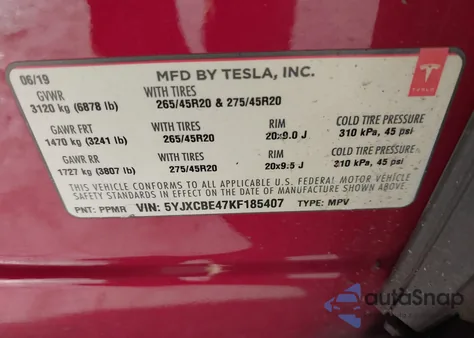 06/19
MFD BY TESLA, INC.
TESLA
GVWR
3120 kg (6878 lb)
WITH TIRES
265/45R20 & 275/45R20
GAWR FRT
1470 kg (3241 lb)
WITH TIRES
265/45R20
RIM
20x9.0 J
COLD TIRE PRESSURE
310 kPa, 45 psi
GAWR RR
1727 kg (3807 lb)
WITH TIRES
275/45R20
RIM
20x9.5 J
COLD TIRE PRESSURE
310 kPa, 45 psi
THIS VEHICLE CONFORMS TO ALL APPLICABLE U.S. FEDERAL MOTOR VEHICLE
SAFETY STANDARDS IN EFFECT ON THE DATE OF MANUFACTURE SHOWN ABOVE.
PNT: PPMR VIN: 5YJXCBE47KF185407 TYPE: MPV
autoSnap